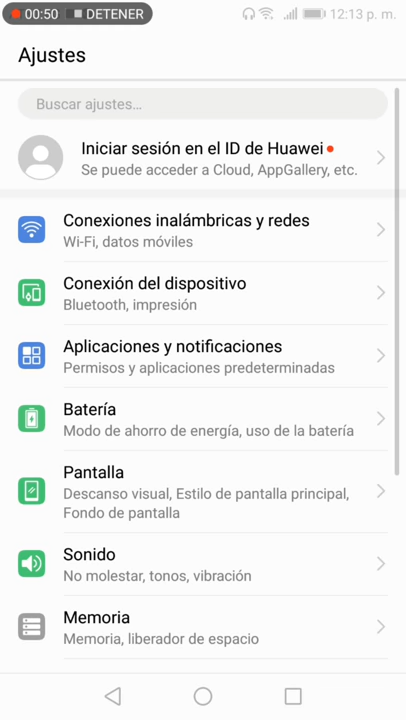 00:50 DETENER
12:13 p. m.
Ajustes
Buscar ajustes...
Iniciar sesión en el ID de Huawei
Se puede acceder a Cloud, AppGallery, etc.
Conexiones inalámbricas y redes
Wi-Fi, datos móviles
Conexión del dispositivo
Bluetooth, impresión
Aplicaciones y notificaciones
Permisos y aplicaciones predeterminadas
Batería
Modo de ahorro de energía, uso de la batería
Pantalla
Descanso visual, Estilo de pantalla principal,
Fondo de pantalla
Sonido
No molestar, tonos, vibración
Memoria
Memoria, liberador de espacio